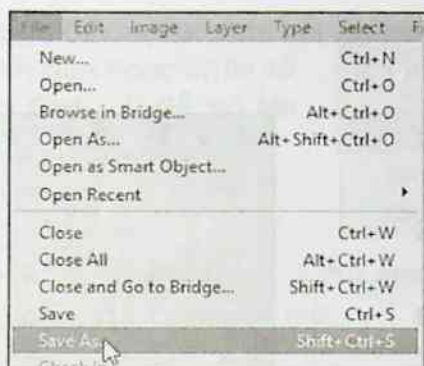 File Edit Image Layer Type Select
New... Ctrl+N
Open... Ctrl+O
Browse in Bridge... Alt+Ctrl+O
Open As... Alt+Shift+Ctrl+O
Open as Smart Object...
Open Recent
Close Ctrl+W
Close All Alt+Ctrl+W
Close and Go to Bridge... Shift+Ctrl+W
Save Ctrl+S
Save As... Shift+Ctrl+S